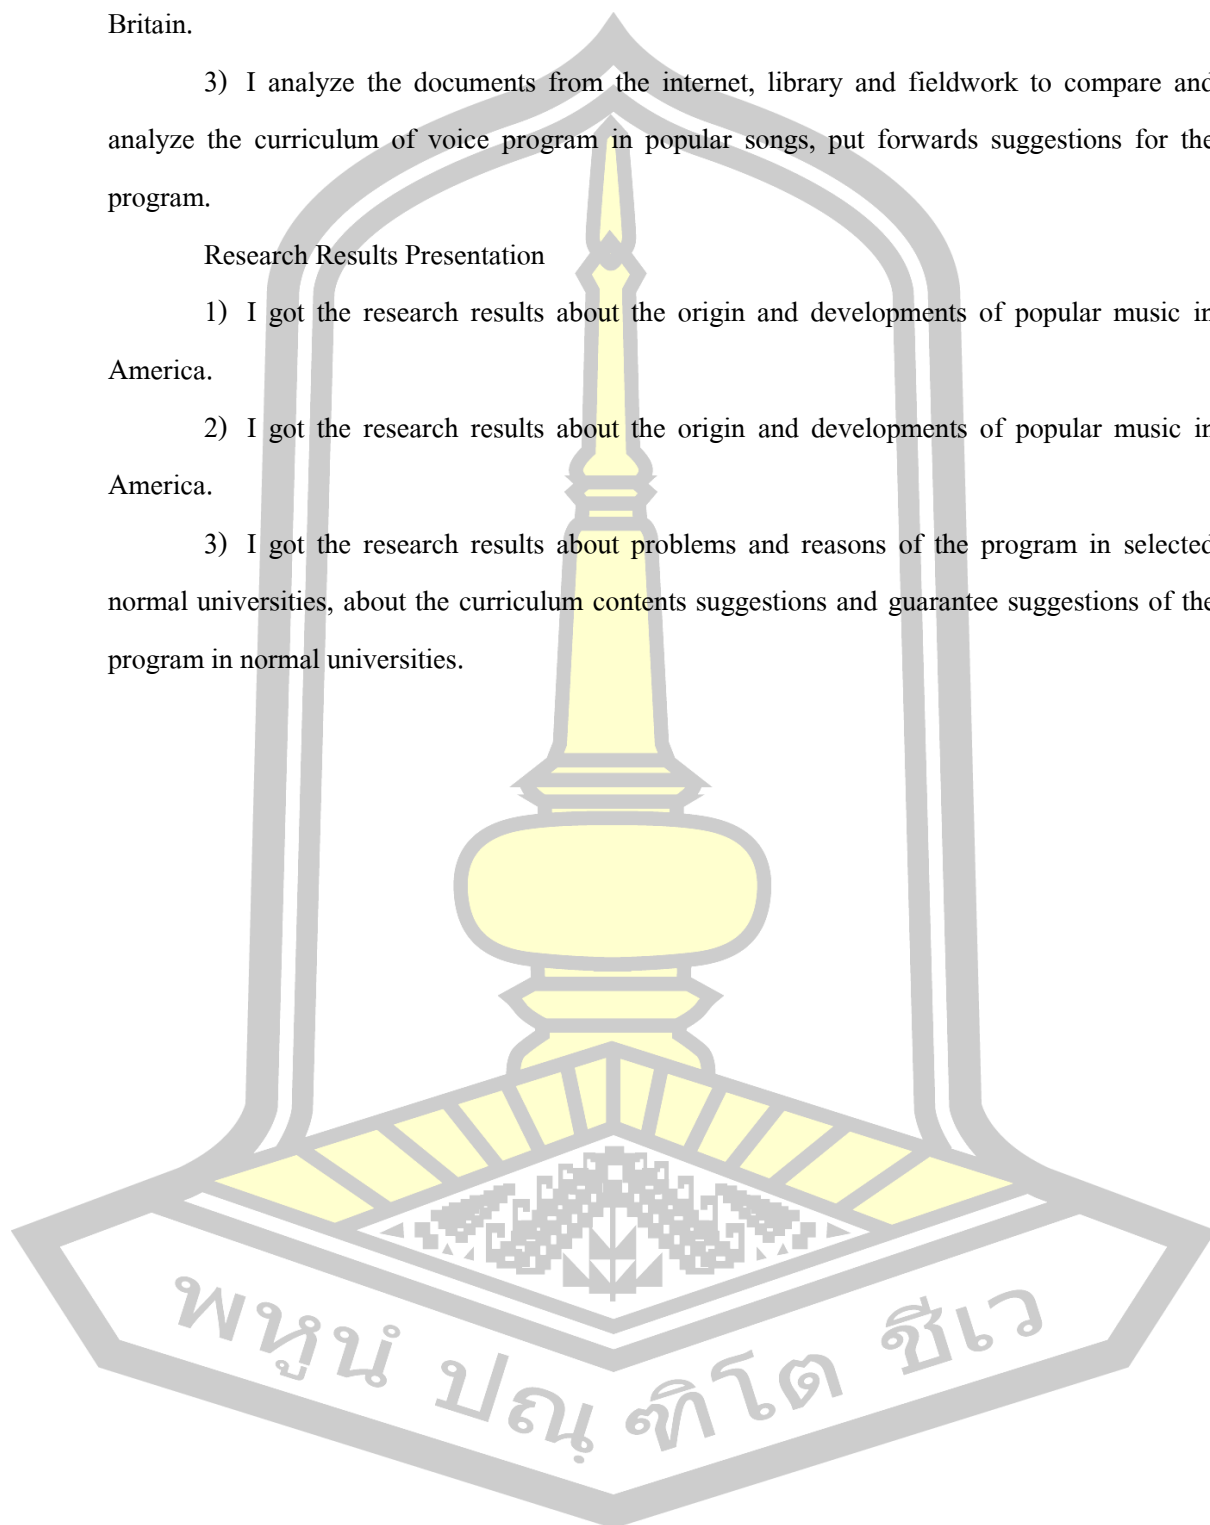 Britain.
3) I analyze the documents from the internet, library and fieldwork to compare and
analyze the curriculum of voice program in popular songs, put forwards suggestions for the
program.
Research Results Presentation
1) I got the research results about the origin and developments of popular music in
America.
2) I got the research results about the origin and developments of popular music in
America.
3) I got the research results about problems and reasons of the program in selected
normal universities, about the curriculum contents suggestions and guarantee suggestions of the
program in normal universities.
พหูนํ ปณฺฑิโต ชีเว